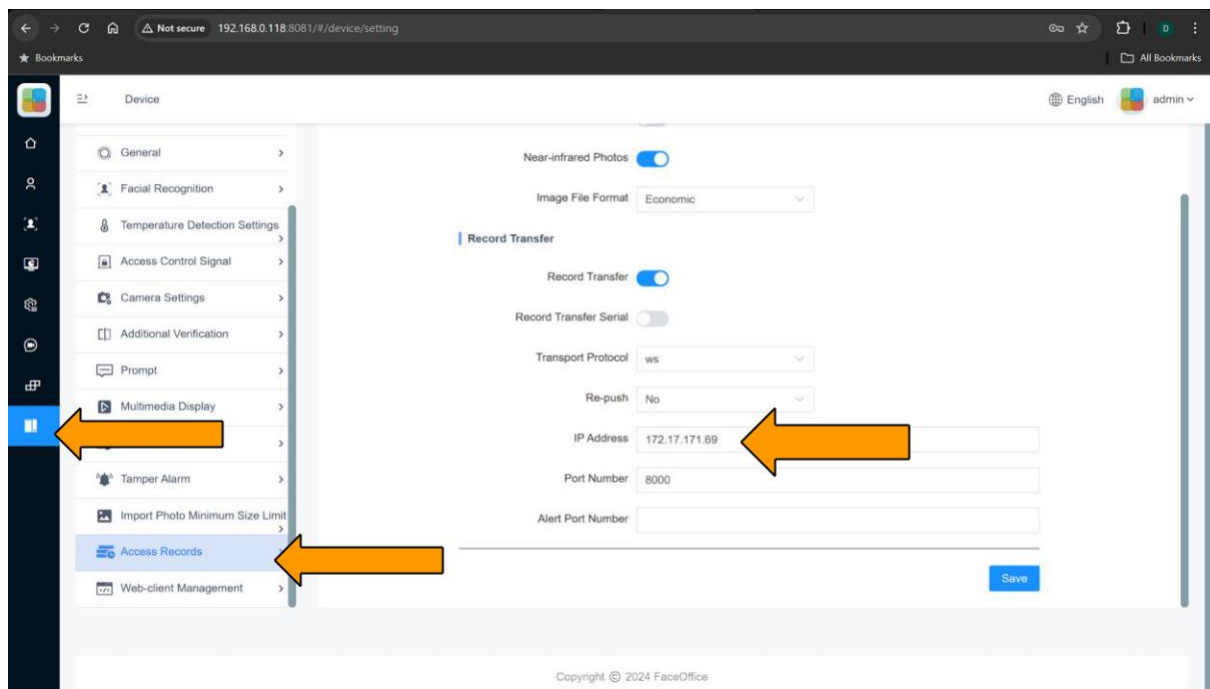 Not secure 192.168.0.118:8081/#/device/setting
D
Bookmarks
All Bookmarks
Device
English
admin
General
Facial Recognition
Temperature Detection Settings
Access Control Signal
Camera Settings
Additional Verification
Prompt
Multimedia Display
Tamper Alarm
Import Photo Minimum Size Limit
Access Records
Web-client Management
Near-infrared Photos
Image File Format Economic
Record Transfer
Record Transfer
Record Transfer Serial
Transport Protocol ws
Re-push No
IP Address 172.17.171.69
Port Number 8000
Alert Port Number
Save
Copyright © 2024 FaceOffice